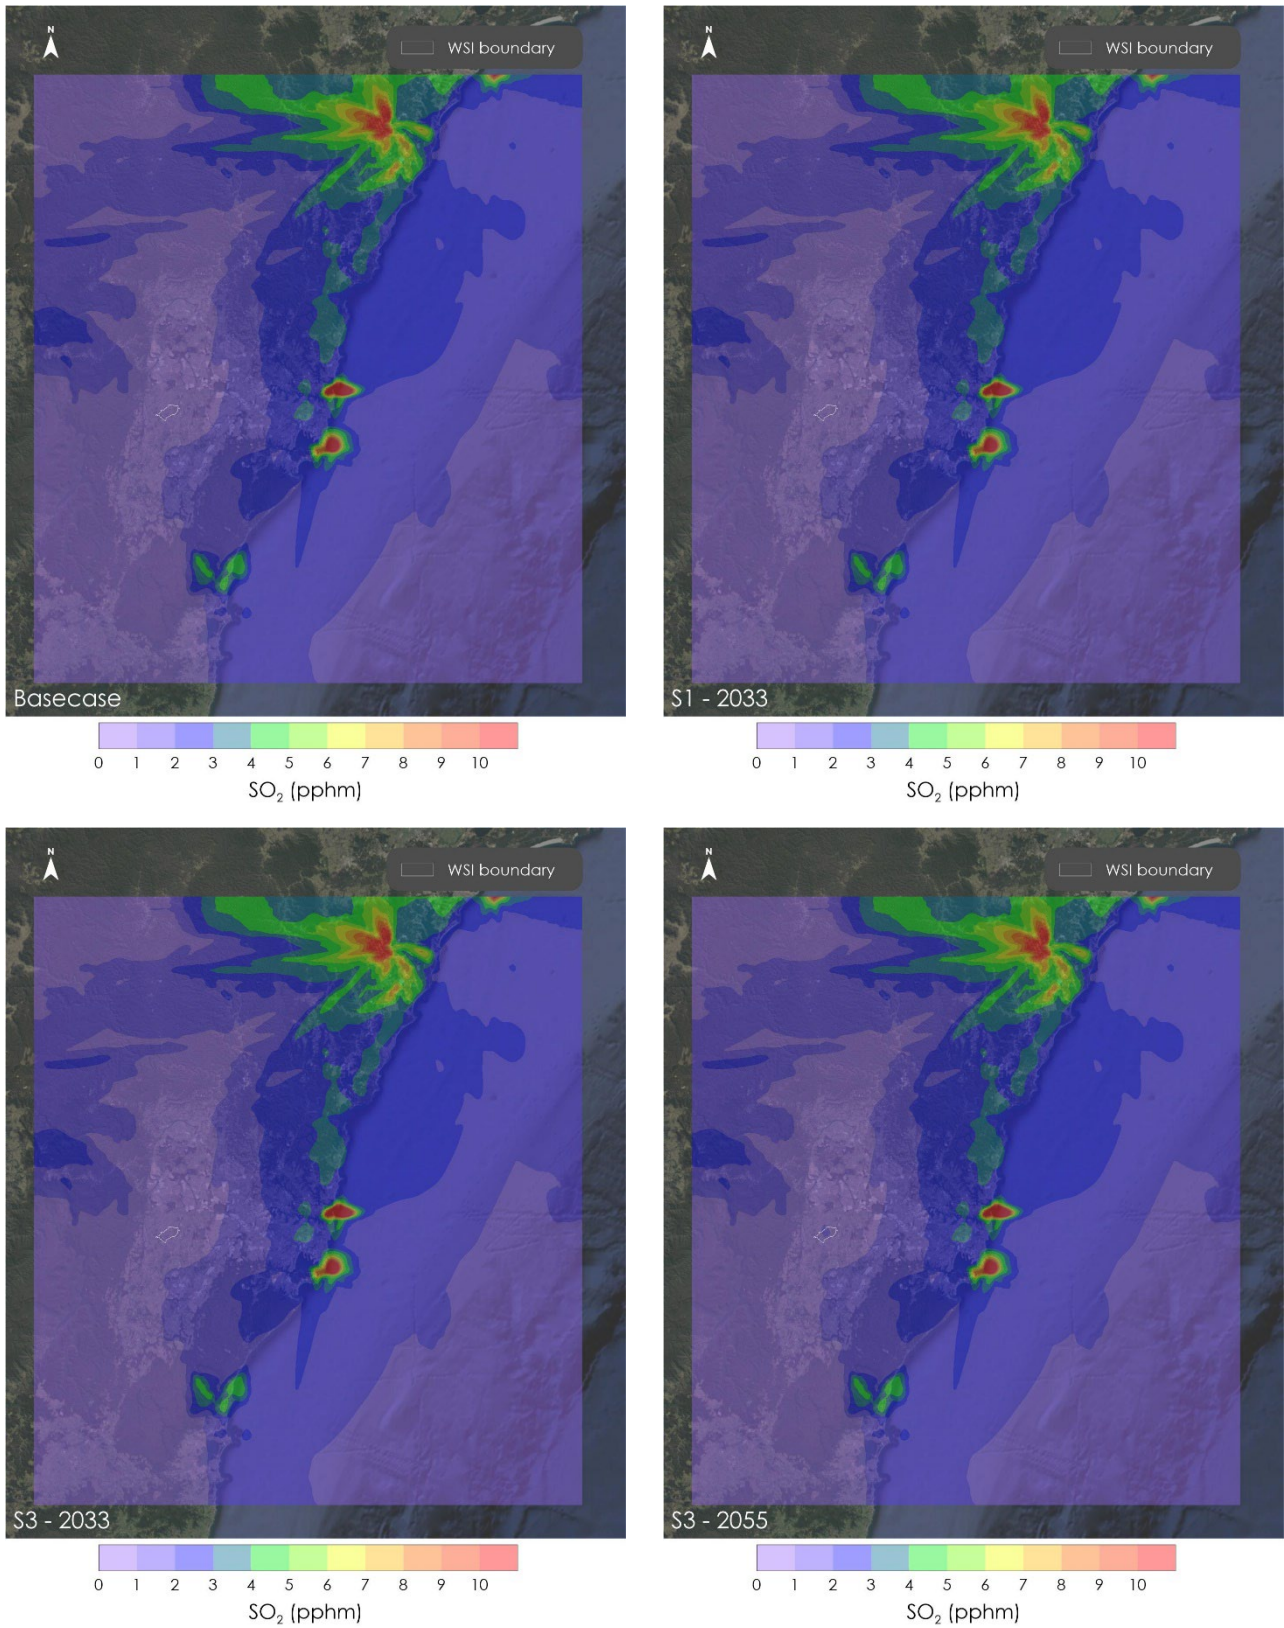 N
WSI boundary
Basecase
0 1 2 3 4 5 6 7 8 9 10
SO₂ (pphm)
N
WSI boundary
S1 - 2033
0 1 2 3 4 5 6 7 8 9 10
SO₂ (pphm)
N
WSI boundary
S3 - 2033
0 1 2 3 4 5 6 7 8 9 10
SO₂ (pphm)
N
WSI boundary
S3 - 2055
0 1 2 3 4 5 6 7 8 9 10
SO₂ (pphm)